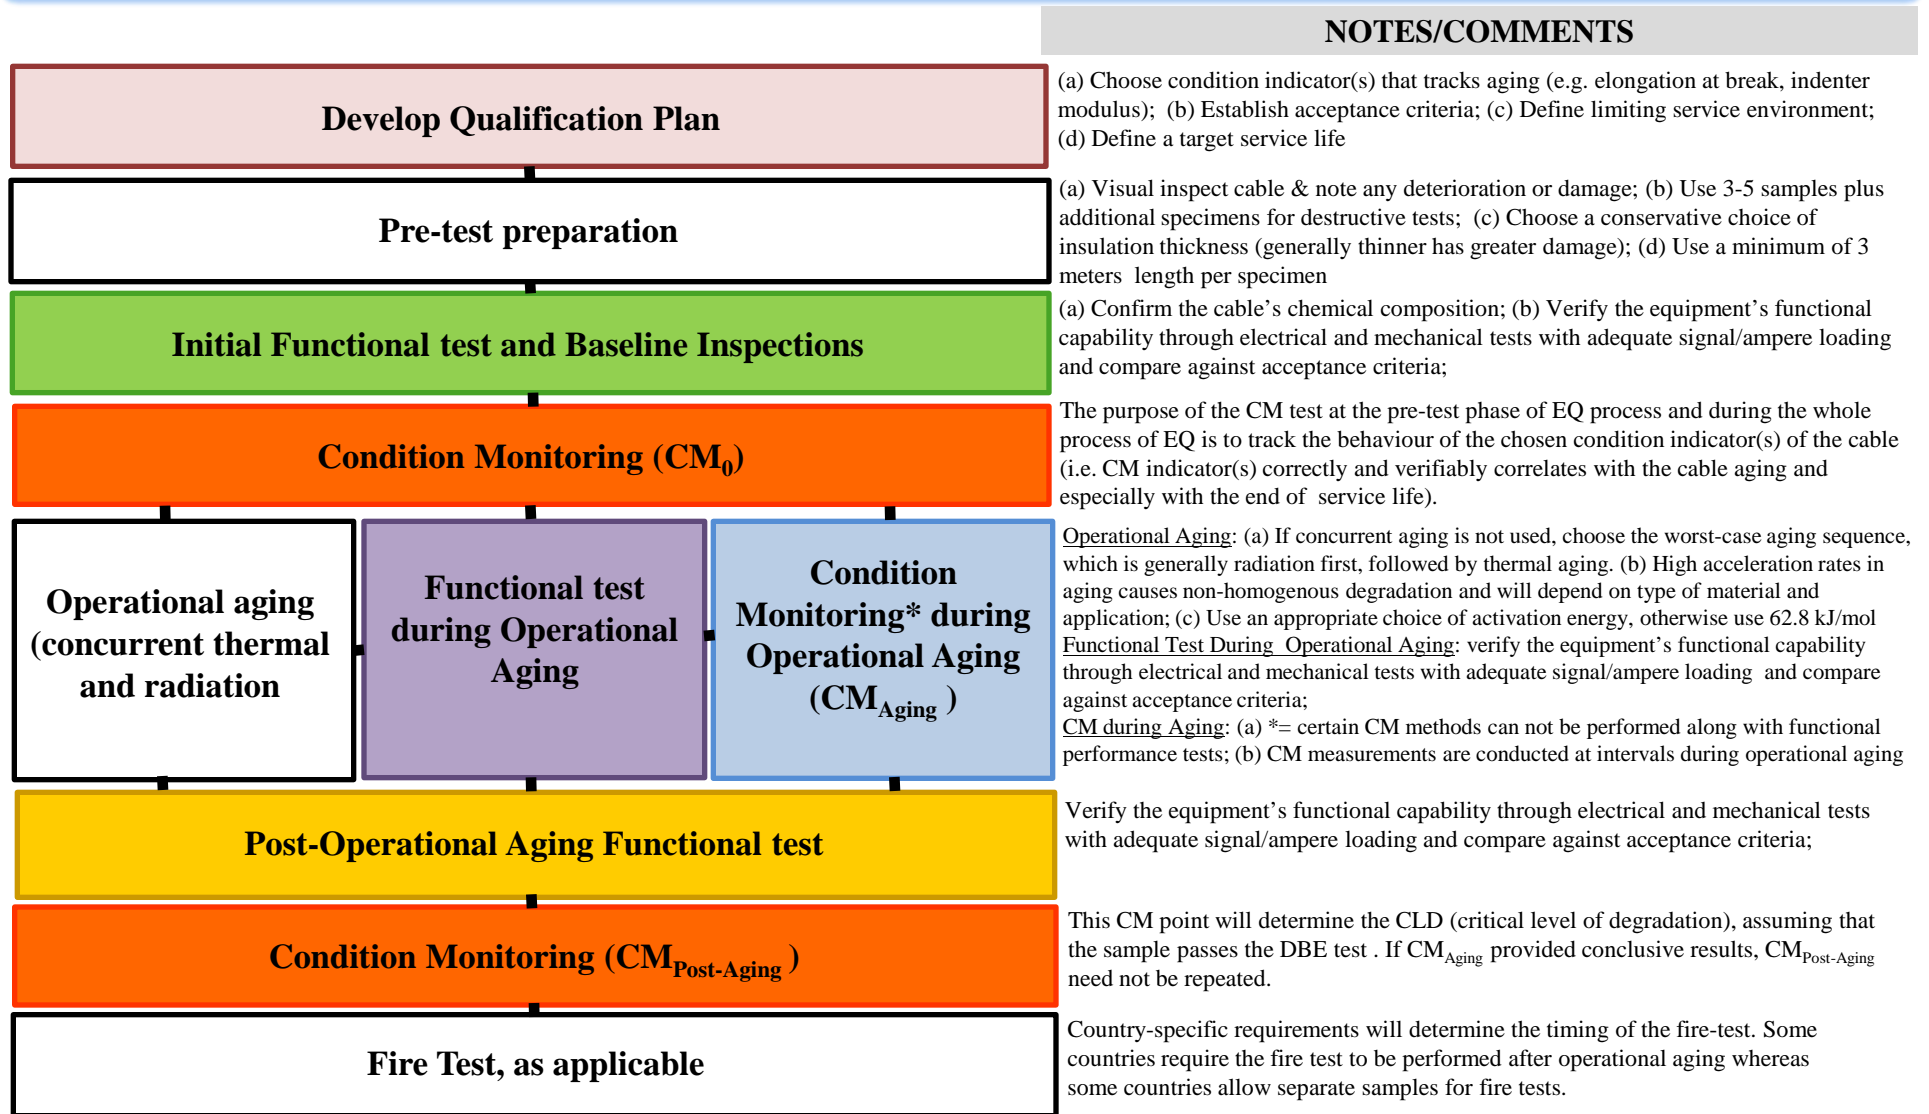 NOTES/COMMENTS
Develop Qualification Plan
(a) Choose condition indicator(s) that tracks aging (e.g. elongation at break, indenter
modulus); (b) Establish acceptance criteria; (c) Define limiting service environment;
(d) Define a target service life
Pre-test preparation
(a) Visual inspect cable & note any deterioration or damage; (b) Use 3-5 samples plus
additional specimens for destructive tests; (c) Choose a conservative choice of
insulation thickness (generally thinner has greater damage); (d) Use a minimum of 3
meters length per specimen
Initial Functional test and Baseline Inspections
(a) Confirm the cable's chemical composition; (b) Verify the equipment's functional
capability through electrical and mechanical tests with adequate signal/ampere loading
and compare against acceptance criteria;
Condition Monitoring (CM0)
The purpose of the CM test at the pre-test phase of EQ process and during the whole
process of EQ is to track the behaviour of the chosen condition indicator(s) of the cable
(i.e. CM indicator(s) correctly and verifiably correlates with the cable aging and
especially with the end of service life).
Operational aging
(concurrent thermal
and radiation
Functional test
during Operational
Aging
Condition
Monitoring* during
Operational Aging
(CMAging )
Operational Aging: (a) If concurrent aging is not used, choose the worst-case aging sequence,
which is generally radiation first, followed by thermal aging. (b) High acceleration rates in
aging causes non-homogenous degradation and will depend on type of material and
application; (c) Use an appropriate choice of activation energy, otherwise use 62.8 kJ/mol
Functional Test During Operational Aging: verify the equipment's functional capability
through electrical and mechanical tests with adequate signal/ampere loading and compare
against acceptance criteria;
CM during Aging: (a) *= certain CM methods can not be performed along with functional
performance tests; (b) CM measurements are conducted at intervals during operational aging
Post-Operational Aging Functional test
Verify the equipment's functional capability through electrical and mechanical tests
with adequate signal/ampere loading and compare against acceptance criteria;
Condition Monitoring (CMPost-Aging )
This CM point will determine the CLD (critical level of degradation), assuming that
the sample passes the DBE test . If CMAging provided conclusive results, CMPost-Aging
need not be repeated.
Fire Test, as applicable
Country-specific requirements will determine the timing of the fire-test. Some
countries require the fire test to be performed after operational aging whereas
some countries allow separate samples for fire tests.